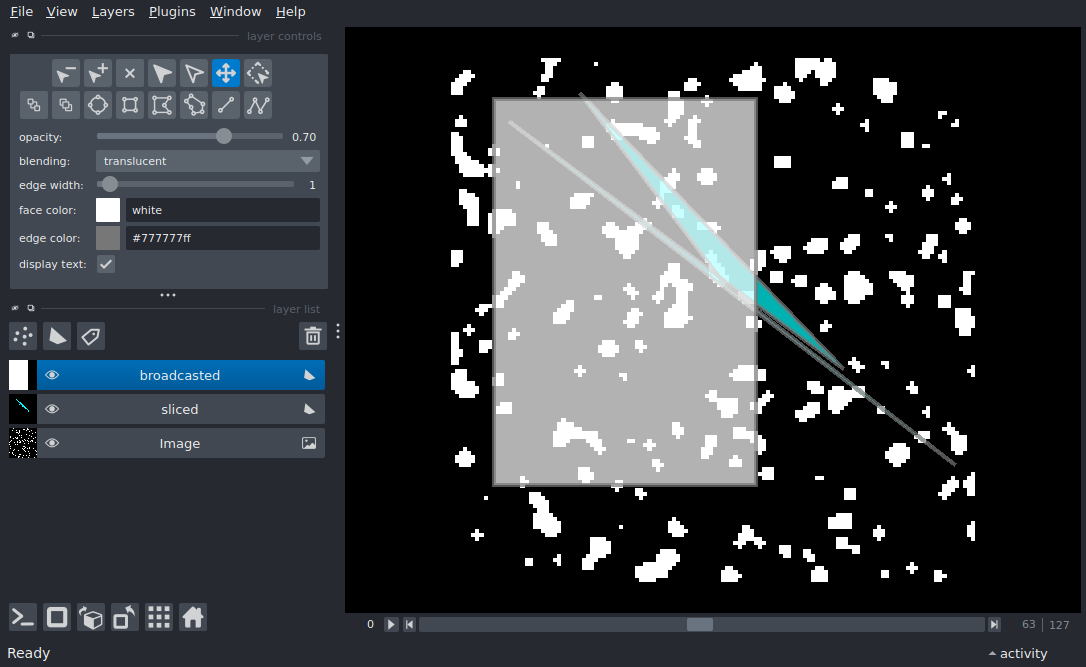 File View Layers Plugins Window Help
layer controls
opacity: 0.70
blending: translucent
edge width: 1
face color: white
edge color: #777777ff
display text:
layer list
broadcasted
sliced
Image
0 63 127
Ready activity